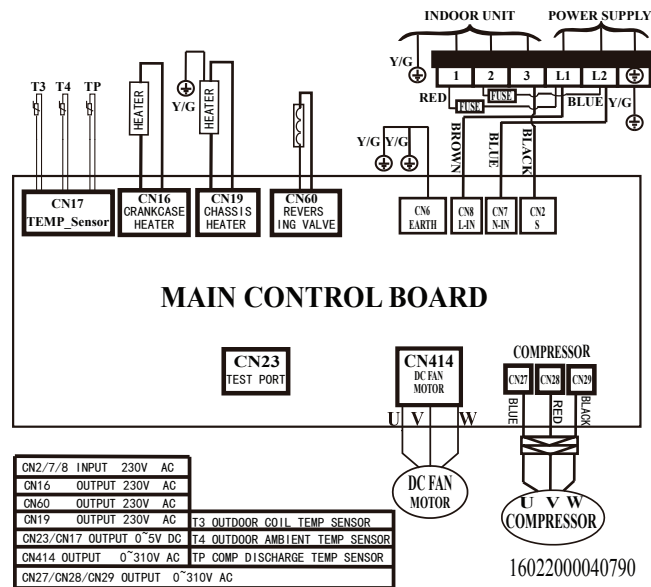 INDOOR UNIT POWER SUPPLY
Y/G
1 2 3 L1 L2
RED FUSE FUSE BLUE Y/G
T3 T4 TP
HEATER
Y/G
HEATER
Y/G Y/G
BROWN
BLUE
BLACK
CN17
TEMP_Sensor
CN16
CRANKCASE
HEATER
CN19
CHASSIS
HEATER
CN60
REVERS
ING VALVE
CN6
EARTH
CN8
L-IN
CN7
N-IN
CN2
S
MAIN CONTROL BOARD
CN23
TEST PORT
CN414
DC FAN
MOTOR
COMPRESSOR
CN27 CN28 CN29
BLUE
RED
BLACK
U V W
DC FAN
MOTOR
U V W
COMPRESSOR
CN2/7/8 INPUT 230V AC
CN16 OUTPUT 230V AC
CN60 OUTPUT 230V AC
CN19 OUTPUT 230V AC
T3 OUTDOOR COIL TEMP SENSOR
CN23/CN17 OUTPUT 0~5V DC
T4 OUTDOOR AMBIENT TEMP SENSOR
CN414 OUTPUT 0~310V AC
TP COMP DISCHARGE TEMP SENSOR
CN27/CN28/CN29 OUTPUT 0~310V AC
16022000040790